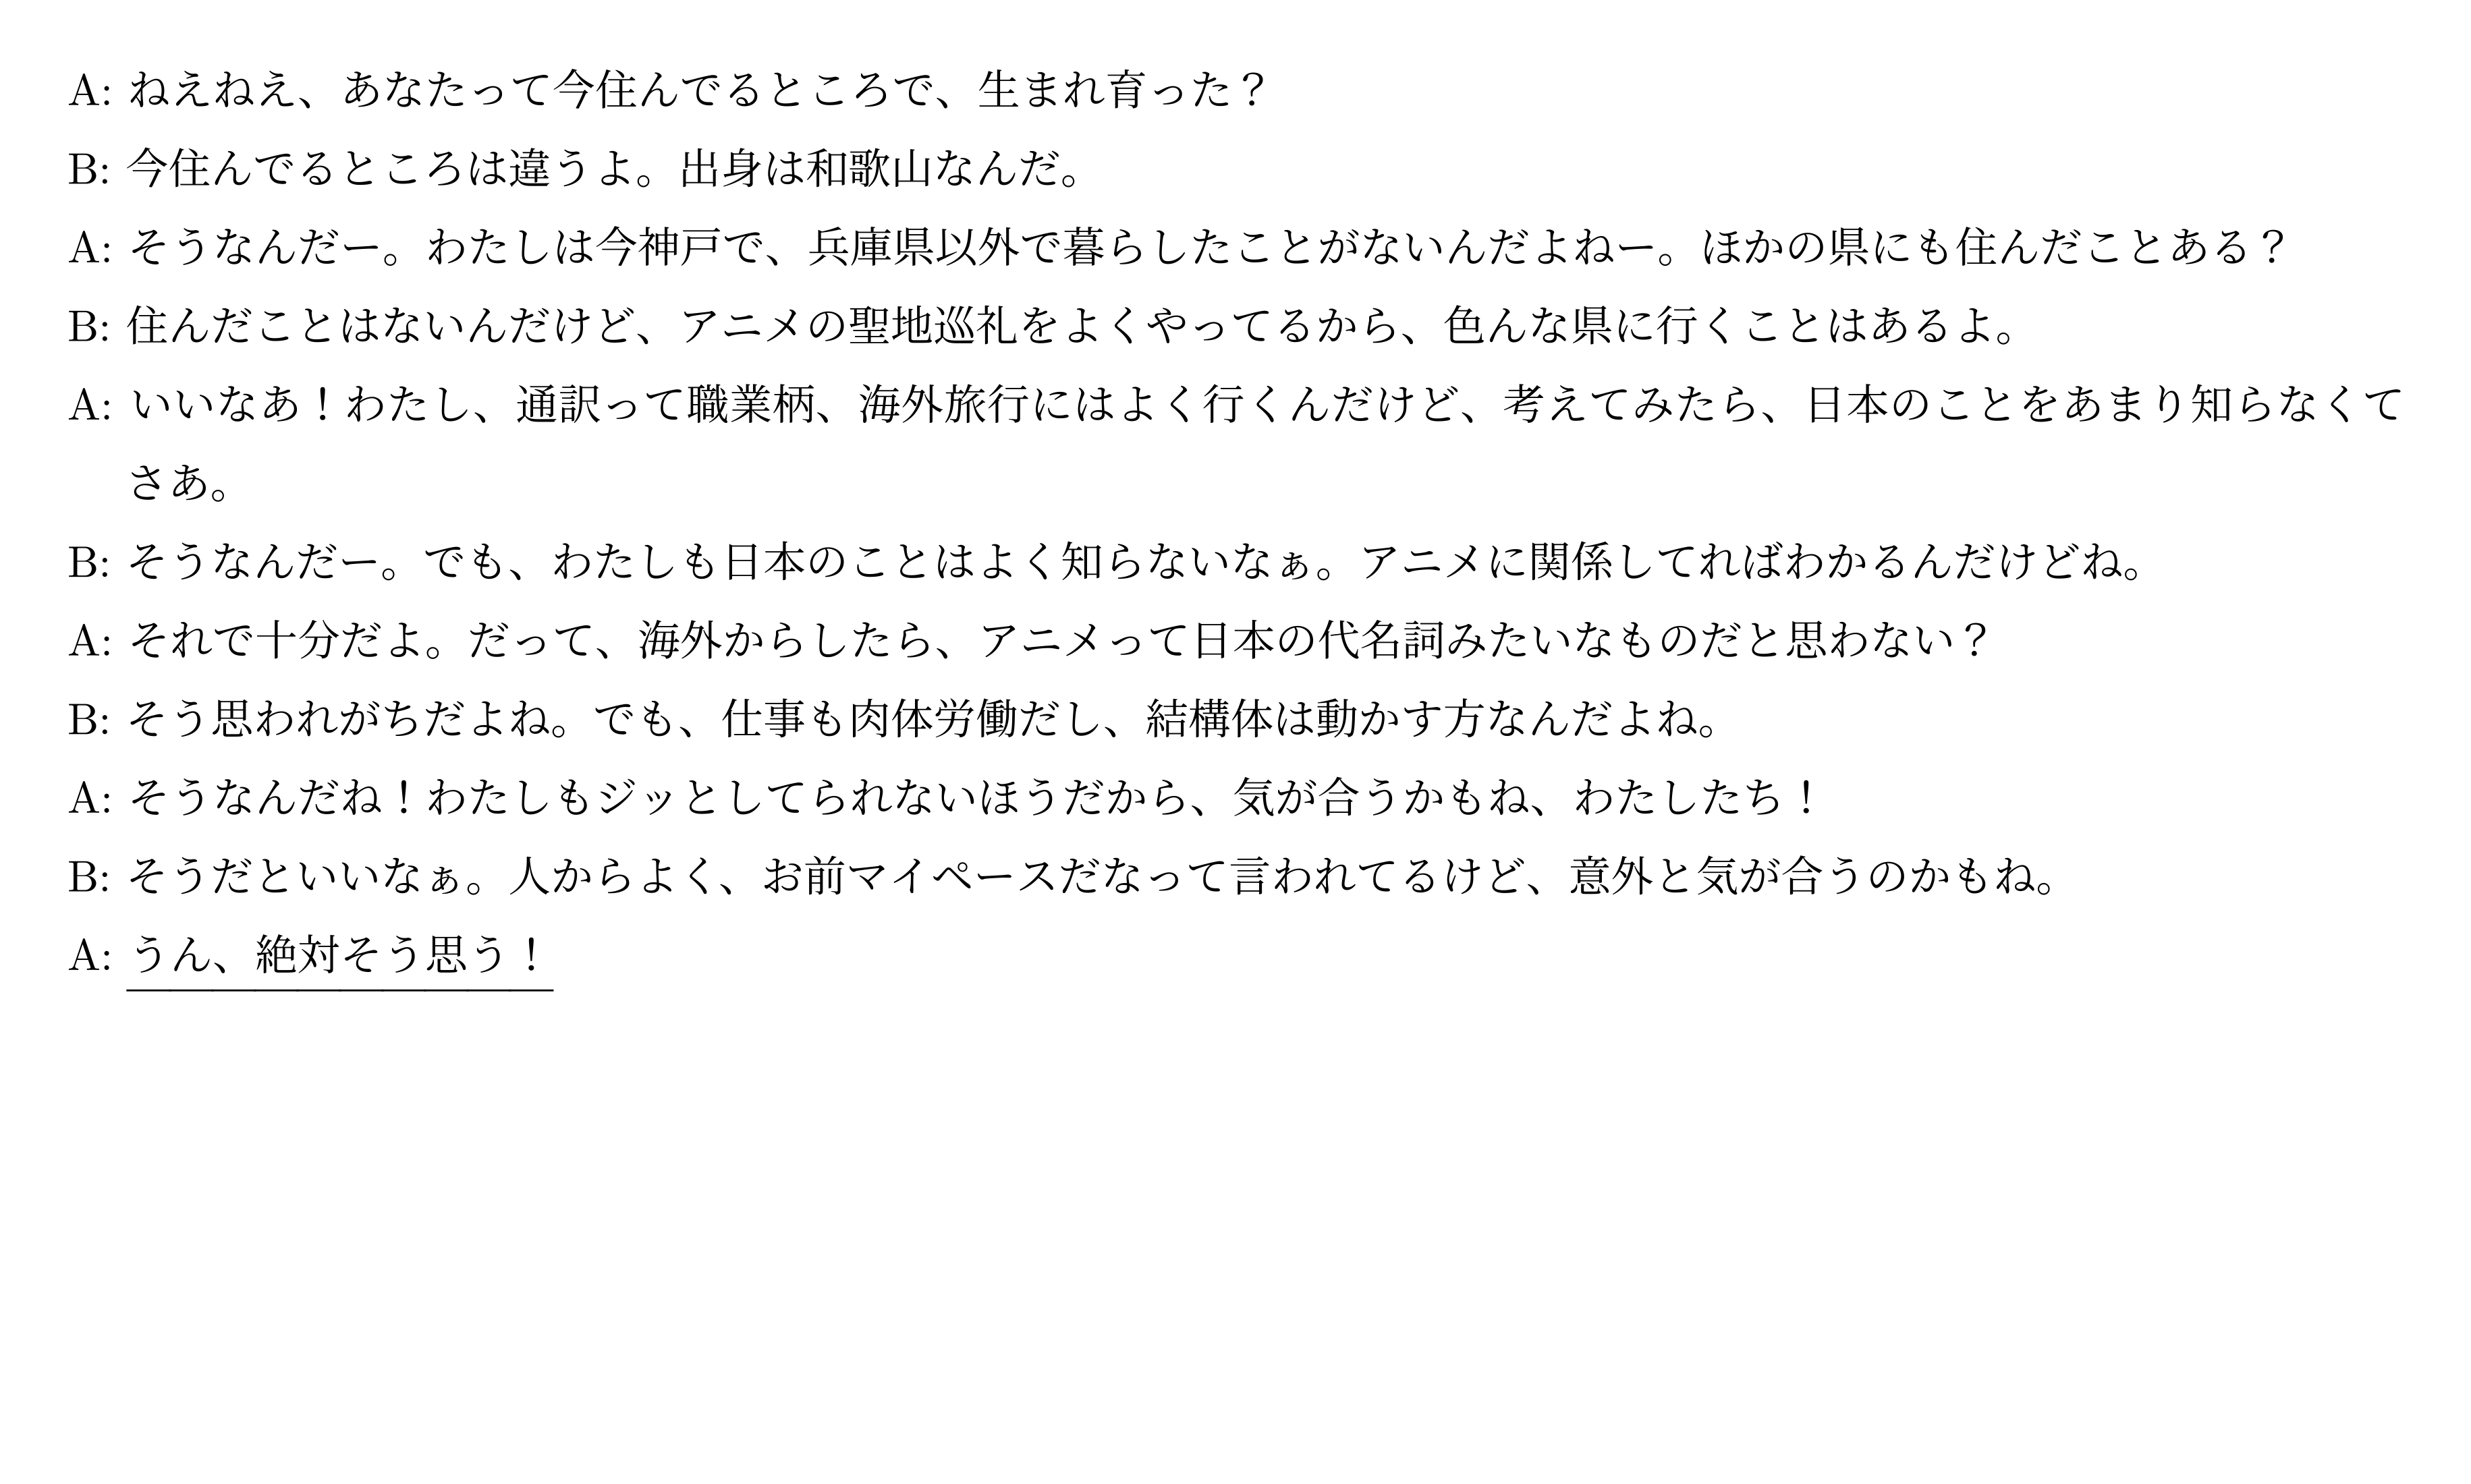 A: ねえねえ、あなたって今住んでるところで、生まれ育った？
B: 今住んでるところは違うよ。出身は和歌山なんだ。
A: そうなんだー。わたしは今神戸で、兵庫県以外で暮らしたことがないんだよねー。ほかの県にも住んだことある？
B: 住んだことはないんだけど、アニメの聖地巡礼をよくやってるから、色んな県に行くことはあるよ。
A: いいなあ！わたし、通訳って職業柄、海外旅行にはよく行くんだけど、考えてみたら、日本のことをあまり知らなくて
さあ。
B: そうなんだー。でも、わたしも日本のことはよく知らないなぁ。アニメに関係してればわかるんだけどね。
A: それで十分だよ。だって、海外からしたら、アニメって日本の代名詞みたいなものだと思わない？
B: そう思われがちだよね。でも、仕事も肉体労働だし、結構体は動かす方なんだよね。
A: そうなんだね！わたしもジッとしてられないほうだから、気が合うかもね、わたしたち！
B: そうだといいなぁ。人からよく、お前マイペースだなって言われてるけど、意外と気が合うのかもね。
A: うん、絶対そう思う！